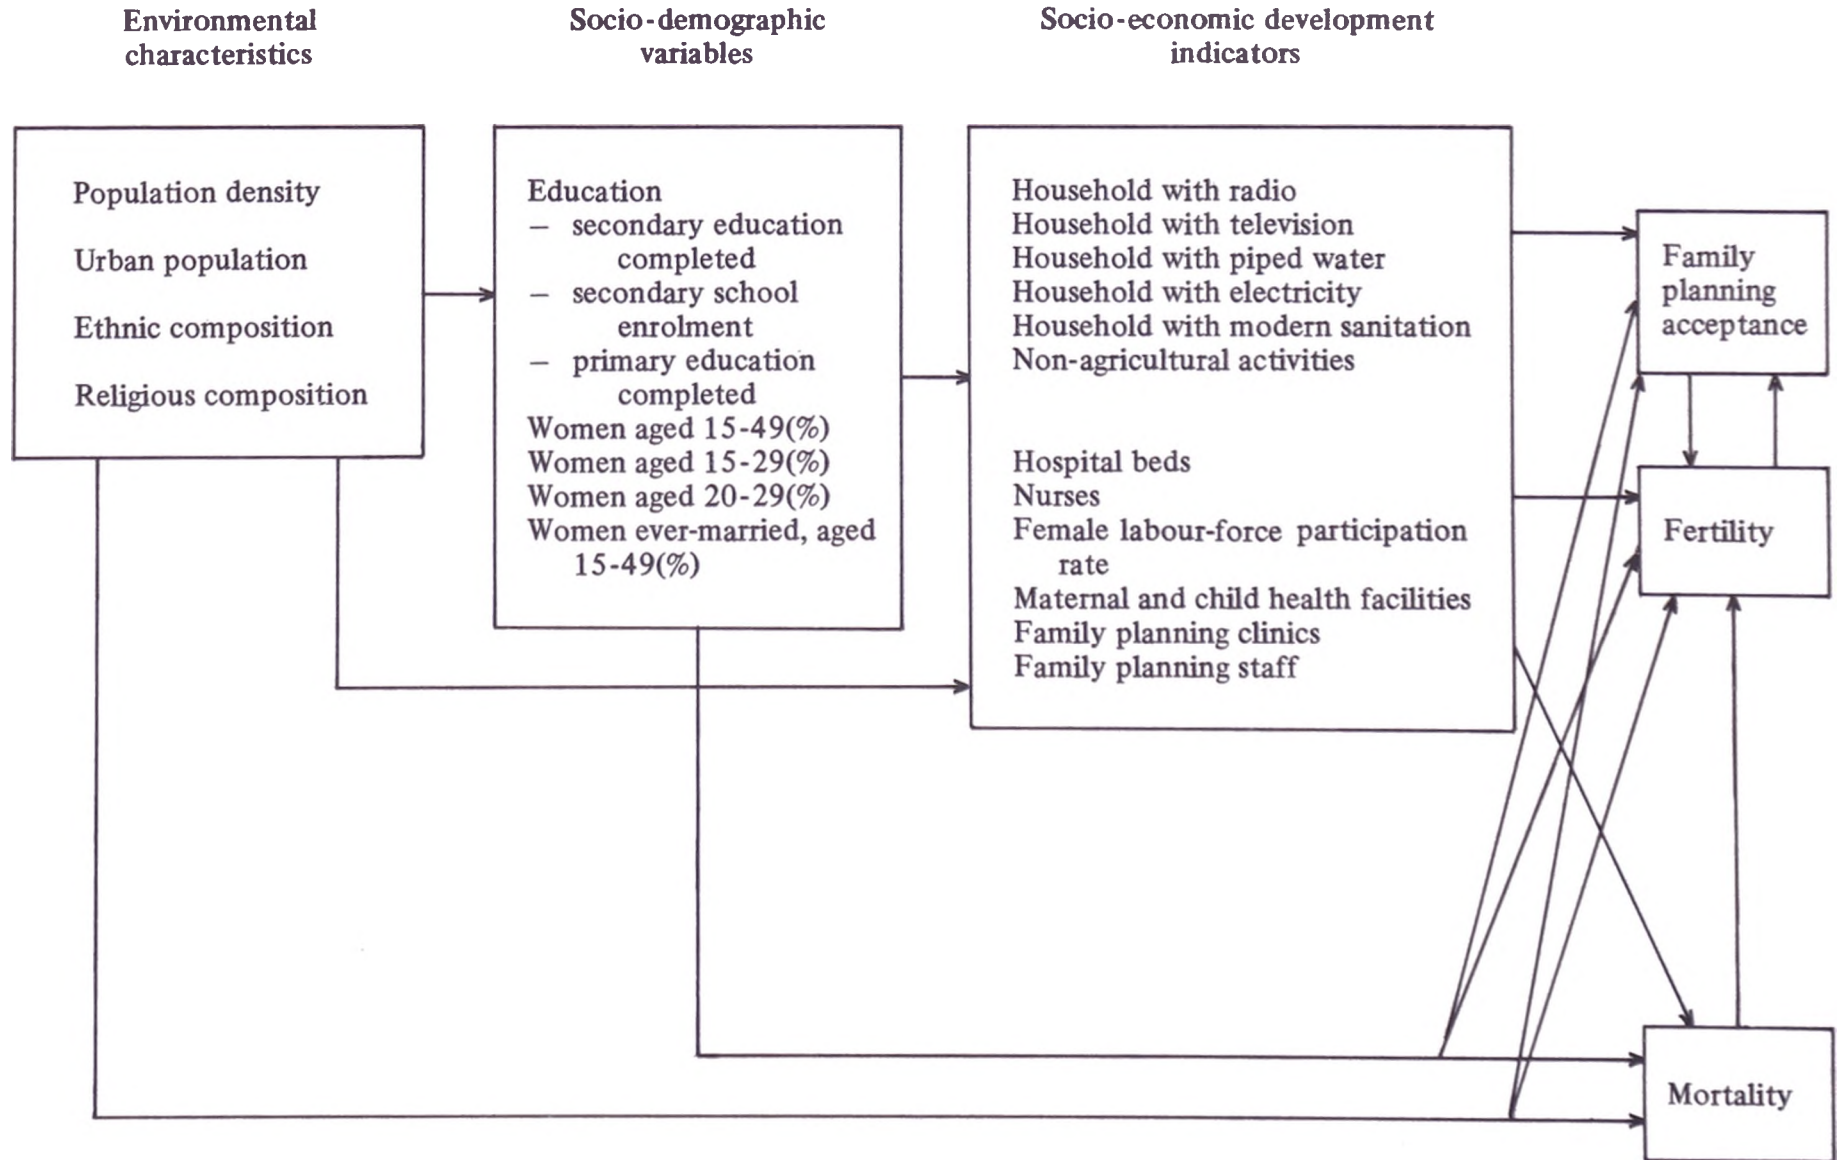 Environmental
characteristics
Socio-demographic
variables
Socio-economic development
indicators
Population density
Urban population
Ethnic composition
Religious composition
Education
– secondary education
completed
– secondary school
enrolment
– primary education
completed
Women aged 15-49(%)
Women aged 15-29(%)
Women aged 20-29(%)
Women ever-married, aged
15-49(%)
Household with radio
Household with television
Household with piped water
Household with electricity
Household with modern sanitation
Non-agricultural activities
Hospital beds
Nurses
Female labour-force participation
rate
Maternal and child health facilities
Family planning clinics
Family planning staff
Family
planning
acceptance
Fertility
Mortality